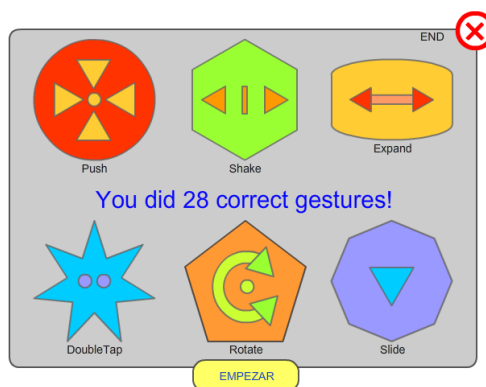 END
Push
Shake
Expand
You did 28 correct gestures!
DoubleTap
Rotate
Slide
EMPEZAR